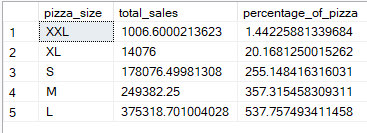 pizza_size total_sales percentage_of_pizza
1 XXL 1006.6000213623 1.44225881339684
2 XL 14076 20.1681250015262
3 S 178076.49981308 255.148416316031
4 M 249382.25 357.315458309311
5 L 375318.701004028 537.757493411458